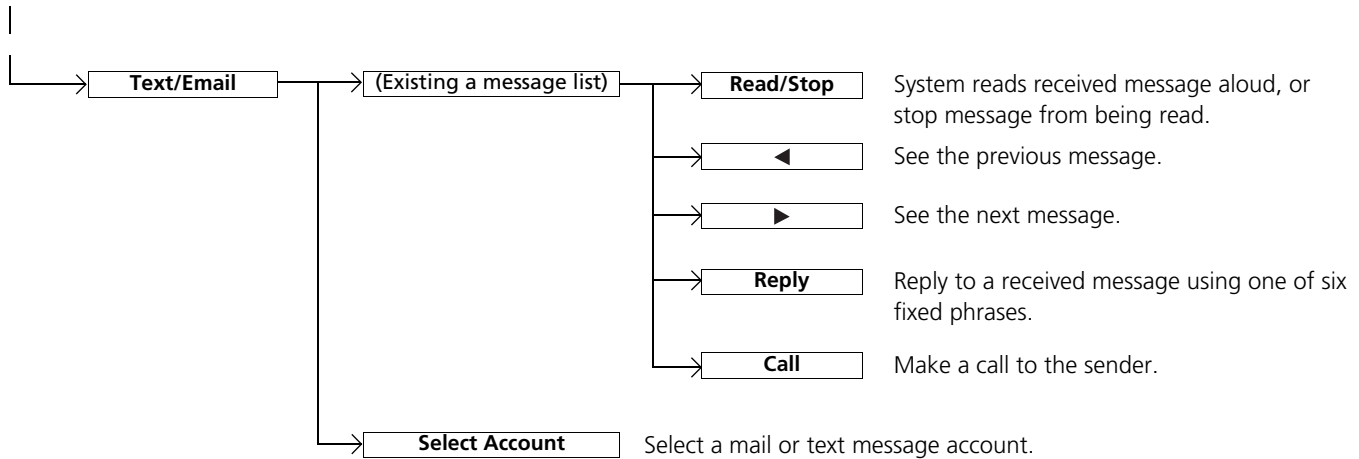 Text/Email
(Existing a message list)
Read/Stop
System reads received message aloud, or
stop message from being read.
◄
See the previous message.
►
See the next message.
Reply
Reply to a received message using one of six
fixed phrases.
Call
Make a call to the sender.
Select Account
Select a mail or text message account.